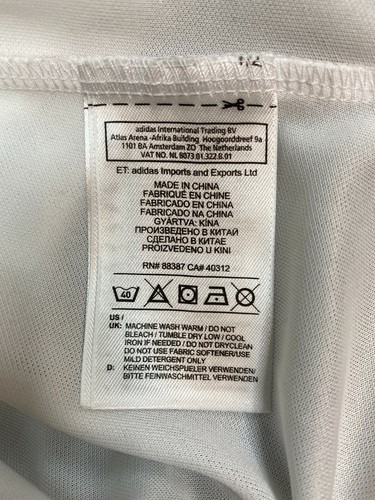 adidas International Trading BV
Atlas Arena -Afrika Building Hoogoorddreef 9a
1101 BA Amsterdam ZO The Netherlands
VAT NO. NL 8073.01.322.B.01
ET: adidas Imports and Exports Ltd
MADE IN CHINA
FABRIQUÉ EN CHINE
FABRICADO EN CHINA
FABRICADO NA CHINA
GYÁRTVA: KÍNA
ПРОИЗВЕДЕНО В КИТАЙ
СДЕЛАНО В КИТАЕ
PROIZVEDENO U KINI
RN# 88387 CA# 40312
40
US /
UK: MACHINE WASH WARM / DO NOT
BLEACH / TUMBLE DRY LOW / COOL
IRON IF NEEDED / DO NOT DRYCLEAN
DO NOT USE FABRIC SOFTENER/USE
MILD DETERGENT ONLY
D: KEINEN WEICHSPUELER VERWENDEN/
BITTE FEINWASCHMITTEL VERWENDEN